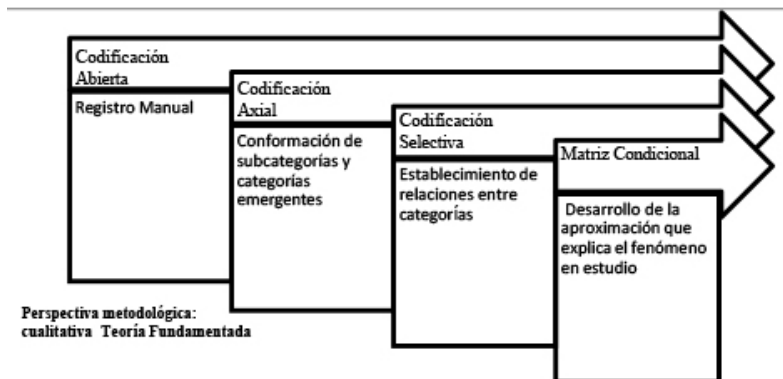 Codificación
Abierta
Registro Manual
Codificación
Axial
Conformación de
subcategorías y
categorías
emergentes
Codificación
Selectiva
Establecimiento de
relaciones entre
categorías
Matriz Condicional
Desarrollo de la
aproximación que
explica el fenómeno
en estudio
Perspectiva metodológica:
cualitativa Teoría Fundamentada